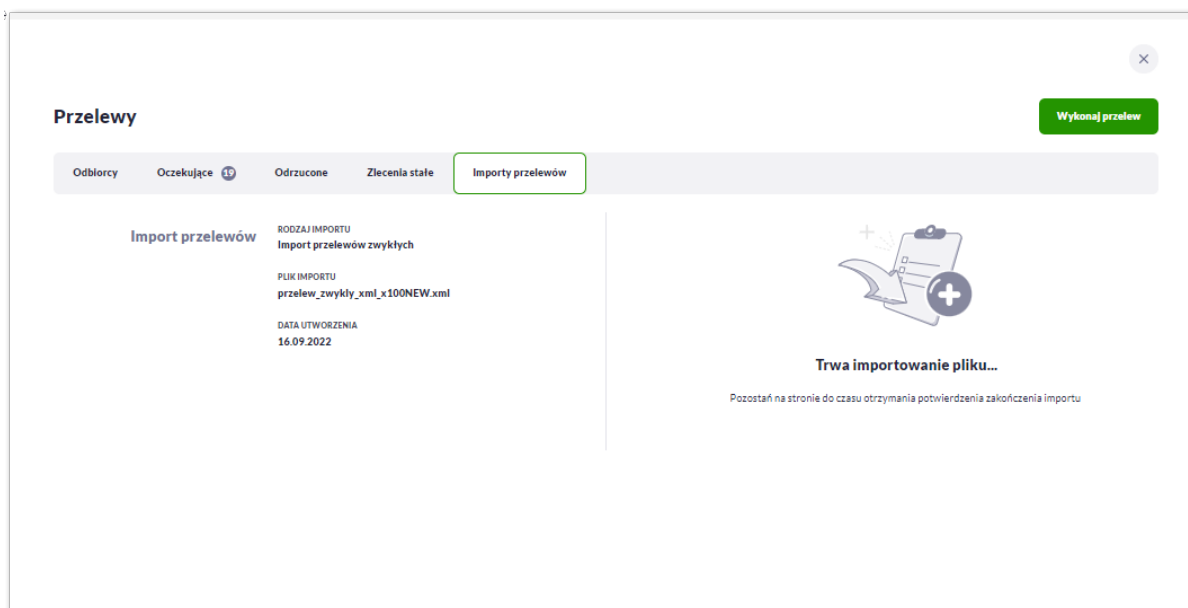 Przelewy
Wykonaj przelew
Odbiorcy Oczekujące 19 Odrzucone Zlecenia stałe Importy przelewów
Import przelewów
RODZAJ IMPORTU
Import przelewów zwykłych
PLIK IMPORTU
przelew_zwykly_xml_x100NEW.xml
DATA UTWORZENIA
16.09.2022
Trwa importowanie pliku...
Pozostań na stronie do czasu otrzymania potwierdzenia zakończenia importu